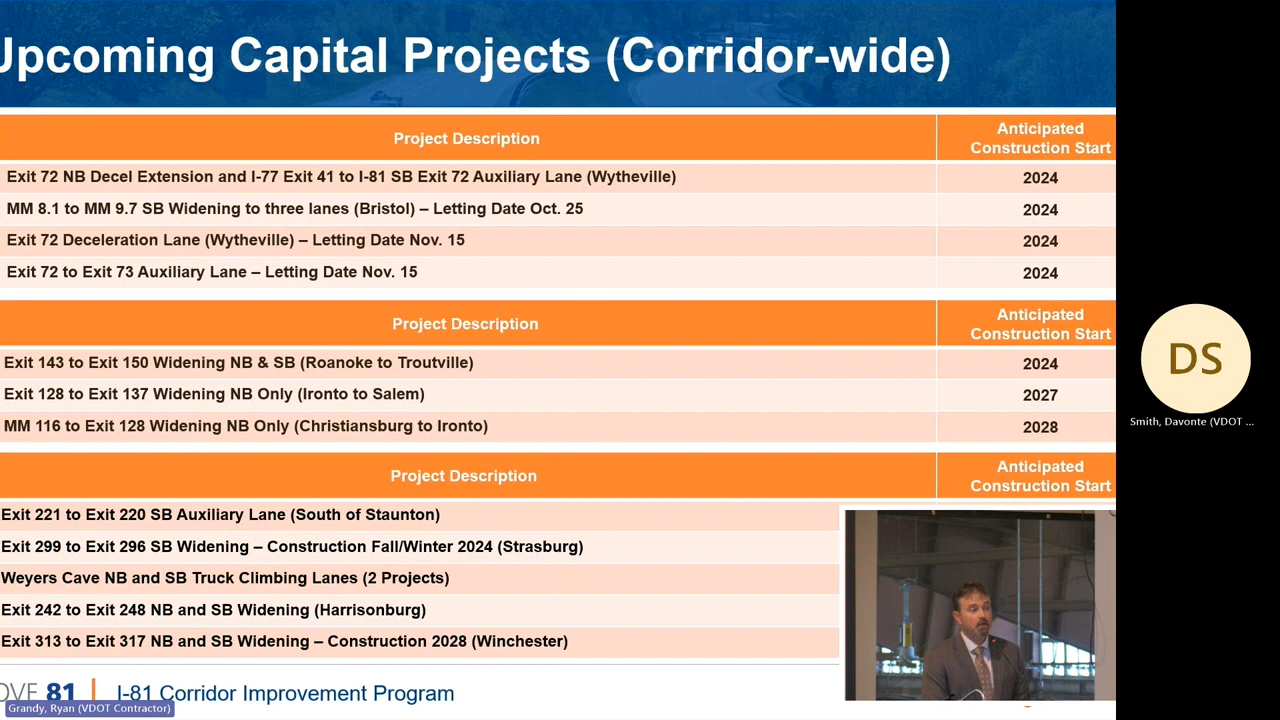 Upcoming Capital Projects (Corridor-wide)
Project Description
Anticipated
Construction Start
Exit 72 NB Decel Extension and I-77 Exit 41 to I-81 SB Exit 72 Auxiliary Lane (Wytheville)
2024
MM 8.1 to MM 9.7 SB Widening to three lanes (Bristol) – Letting Date Oct. 25
2024
Exit 72 Deceleration Lane (Wytheville) – Letting Date Nov. 15
2024
Exit 72 to Exit 73 Auxiliary Lane – Letting Date Nov. 15
2024
Project Description
Anticipated
Construction Start
Exit 143 to Exit 150 Widening NB & SB (Roanoke to Troutville)
2024
Exit 128 to Exit 137 Widening NB Only (Ironto to Salem)
2027
MM 116 to Exit 128 Widening NB Only (Christiansburg to Ironto)
2028
Project Description
Anticipated
Construction Start
Exit 221 to Exit 220 SB Auxiliary Lane (South of Staunton)
Exit 299 to Exit 296 SB Widening – Construction Fall/Winter 2024 (Strasburg)
Weyers Cave NB and SB Truck Climbing Lanes (2 Projects)
Exit 242 to Exit 248 NB and SB Widening (Harrisonburg)
Exit 313 to Exit 317 NB and SB Widening – Construction 2028 (Winchester)
OVE 81 I-81 Corridor Improvement Program
Grandy, Ryan (VDOT Contractor)
DS
Smith, Davonte (VDOT ...